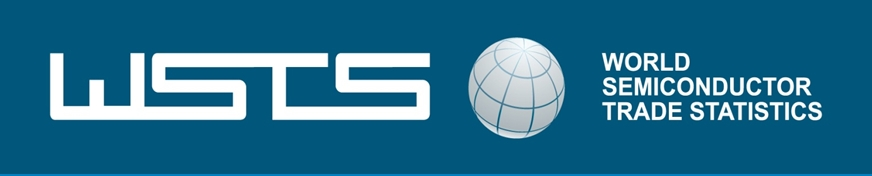 WSTS
WORLD
SEMICONDUCTOR
TRADE STATISTICS